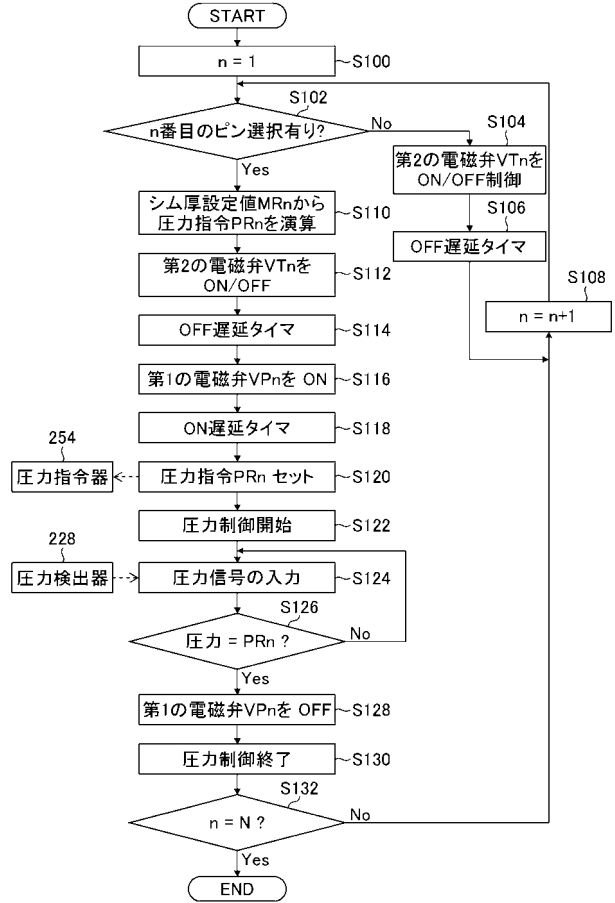 START
n = 1
S100
S102
n番目のピン選択有り?
No
Yes
S104
第2の電磁弁VTnを
ON/OFF制御
S106
OFF遅延タイマ
S108
n = n+1
シム厚設定値MRnから
圧力指令PRnを演算
S110
第2の電磁弁VTnを
ON/OFF
S112
OFF遅延タイマ
S114
第1の電磁弁VPnを ON
S116
ON遅延タイマ
S118
254
圧力指令器
圧力指令PRn セット
S120
圧力制御開始
S122
228
圧力検出器
圧力信号の入力
S124
S126
圧力 = PRn ?
No
Yes
第1の電磁弁VPnを OFF
S128
圧力制御終了
S130
S132
n = N ?
No
Yes
END